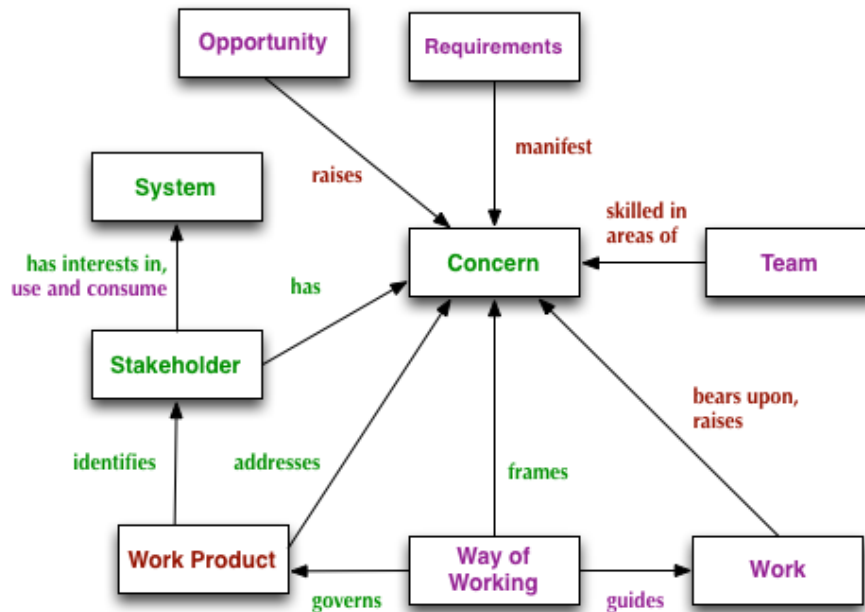 Opportunity
Requirements
raises
manifest
System
skilled in
areas of
has interests in,
use and consume
has
Concern
Team
Stakeholder
bears upon,
raises
identifies
addresses
frames
Work Product
Way of
Working
Work
governs
guides